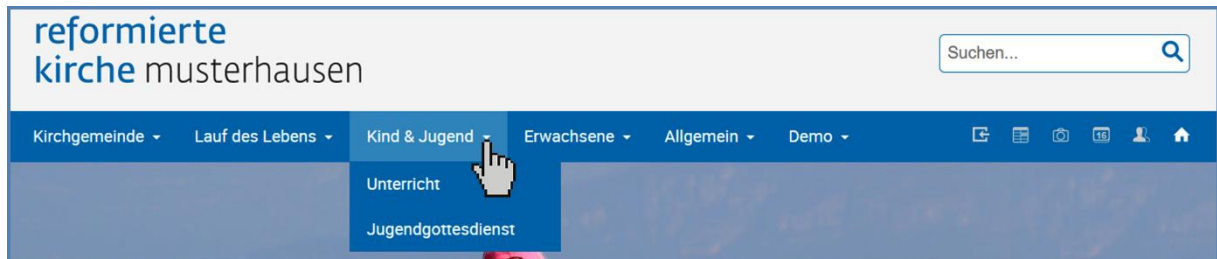 reformierte
kirche musterhausen
Suchen...
Kirchgemeinde Lauf des Lebens Kind & Jugend Erwachsene Allgemein Demo 16
Unterricht
Jugendgottesdienst